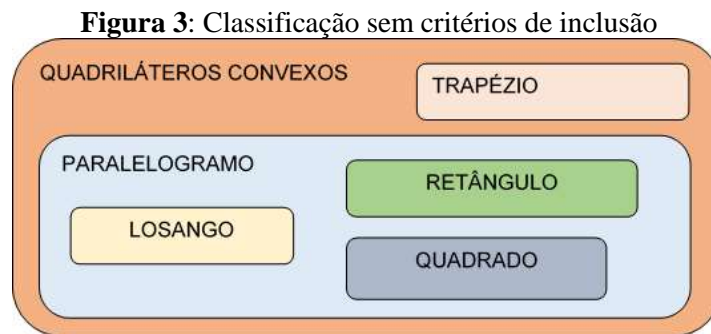 Figura 3: Classificação sem critérios de inclusão
QUADRILÁTEROS CONVEXOS
TRAPÉZIO
PARALELOGRAMO
RETÂNGULO
LOSANGO
QUADRADO